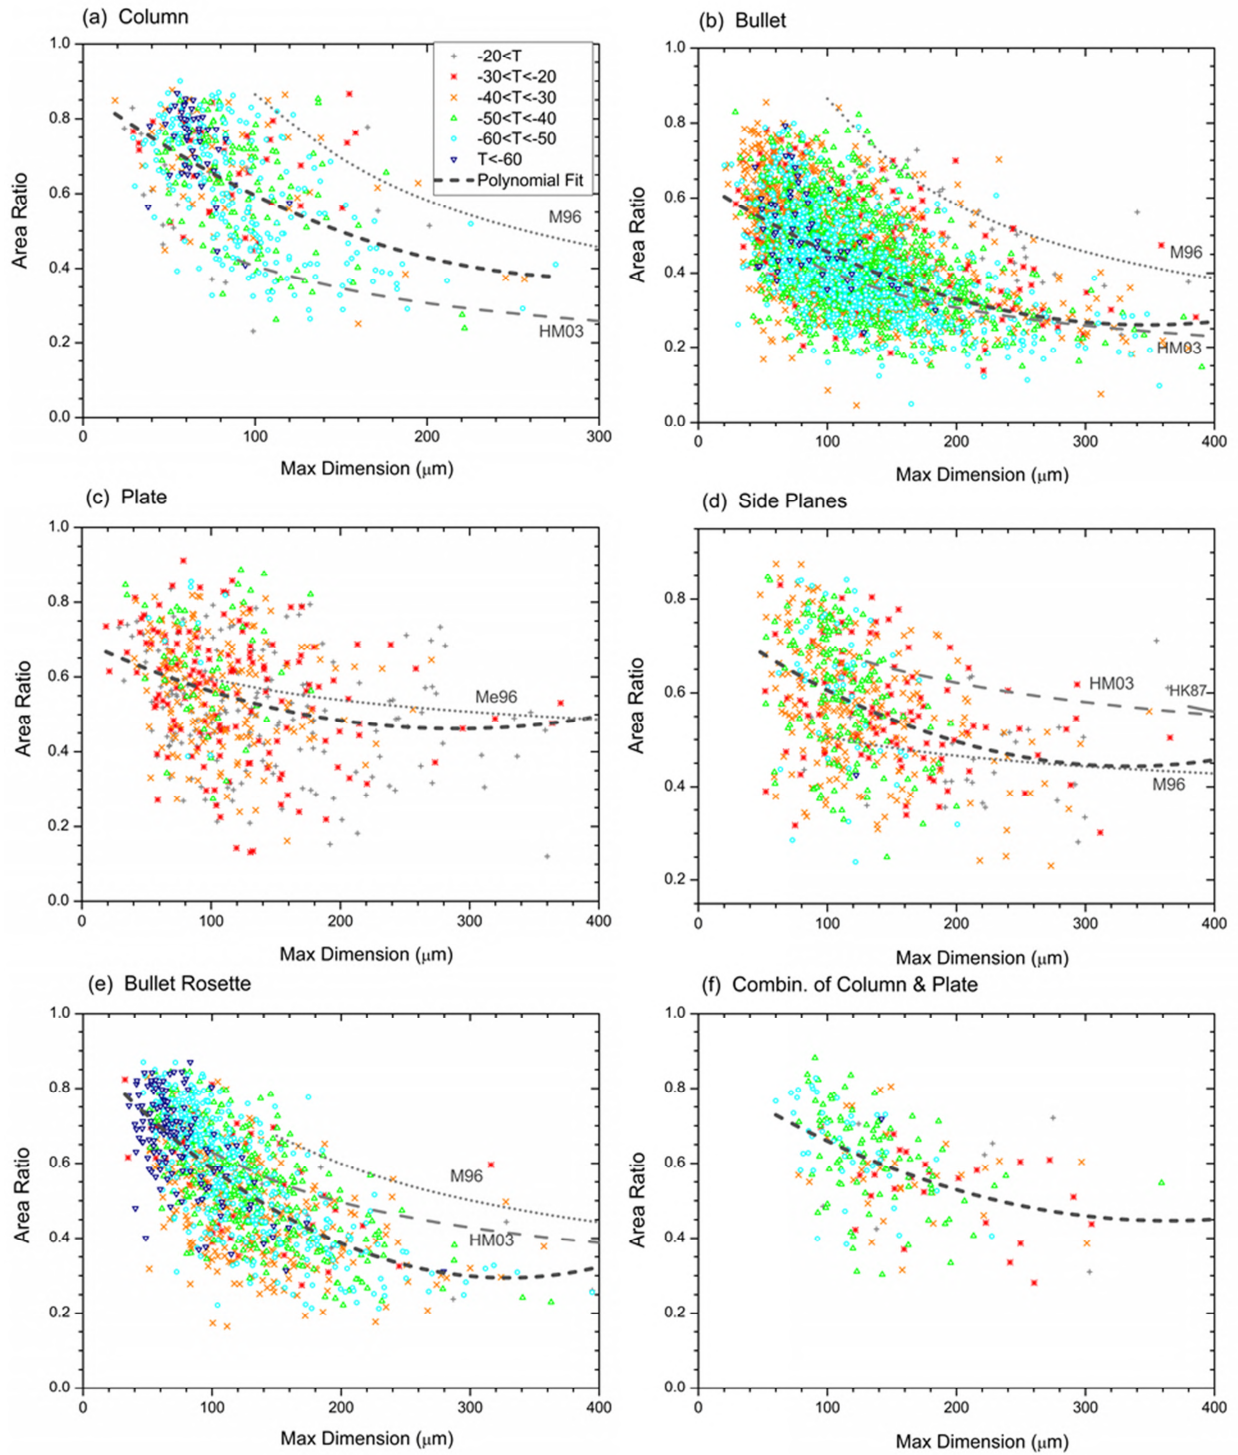 (a) Column
1.0
0.8
0.6
0.4
0.2
0.0
Area Ratio
-20<T
-30<T<-20
-40<T<-30
-50<T<-40
-60<T<-50
T<-60
Polynomial Fit
M96
HM03
0
100
200
300
Max Dimension (μm)
(b) Bullet
1.0
0.8
0.6
0.4
0.2
0.0
Area Ratio
M96
HM03
0
100
200
300
400
Max Dimension (μm)
(c) Plate
1.0
0.8
0.6
0.4
0.2
0.0
Area Ratio
Me96
0
100
200
300
400
Max Dimension (μm)
(d) Side Planes
0.8
0.6
0.4
0.2
Area Ratio
HM03
HK87
M96
0
100
200
300
400
Max Dimension (μm)
(e) Bullet Rosette
1.0
0.8
0.6
0.4
0.2
0.0
Area Ratio
M96
HM03
0
100
200
300
400
Max Dimension (μm)
(f) Combin. of Column & Plate
1.0
0.8
0.6
0.4
0.2
0.0
Area Ratio
0
100
200
300
400
Max Dimension (μm)